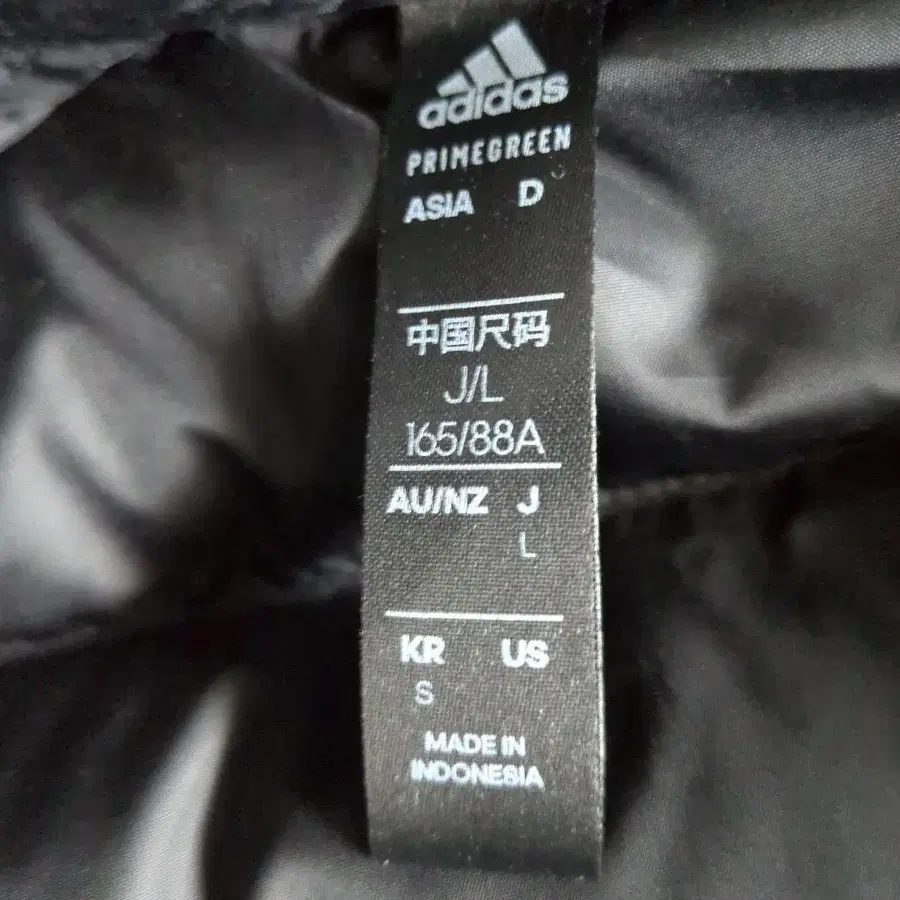 adidas
PRIMEGREEN
ASIA D
中国尺码
J/L
165/88A
AU/NZ J
L
KR US
S
MADE IN
INDONESIA